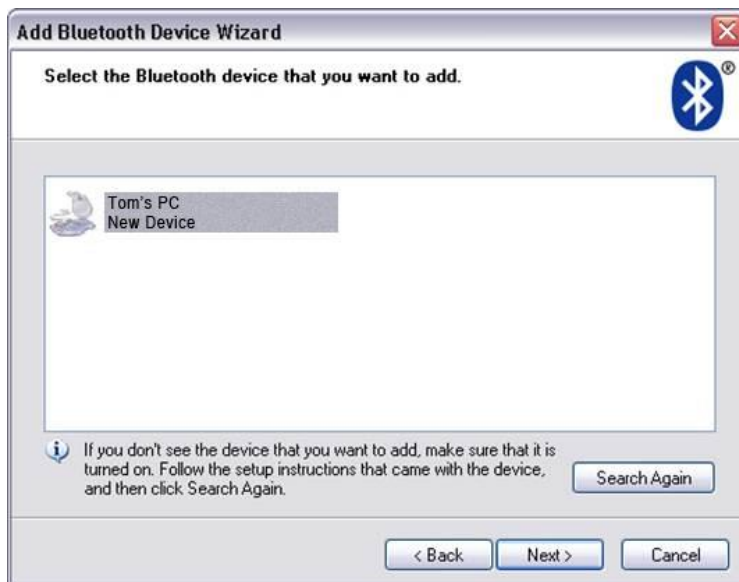 Add Bluetooth Device Wizard
Select the Bluetooth device that you want to add.
®
Tom's PC
New Device
If you don't see the device that you want to add, make sure that it is
turned on. Follow the setup instructions that came with the device,
and then click Search Again.
Search Again
< Back
Next >
Cancel